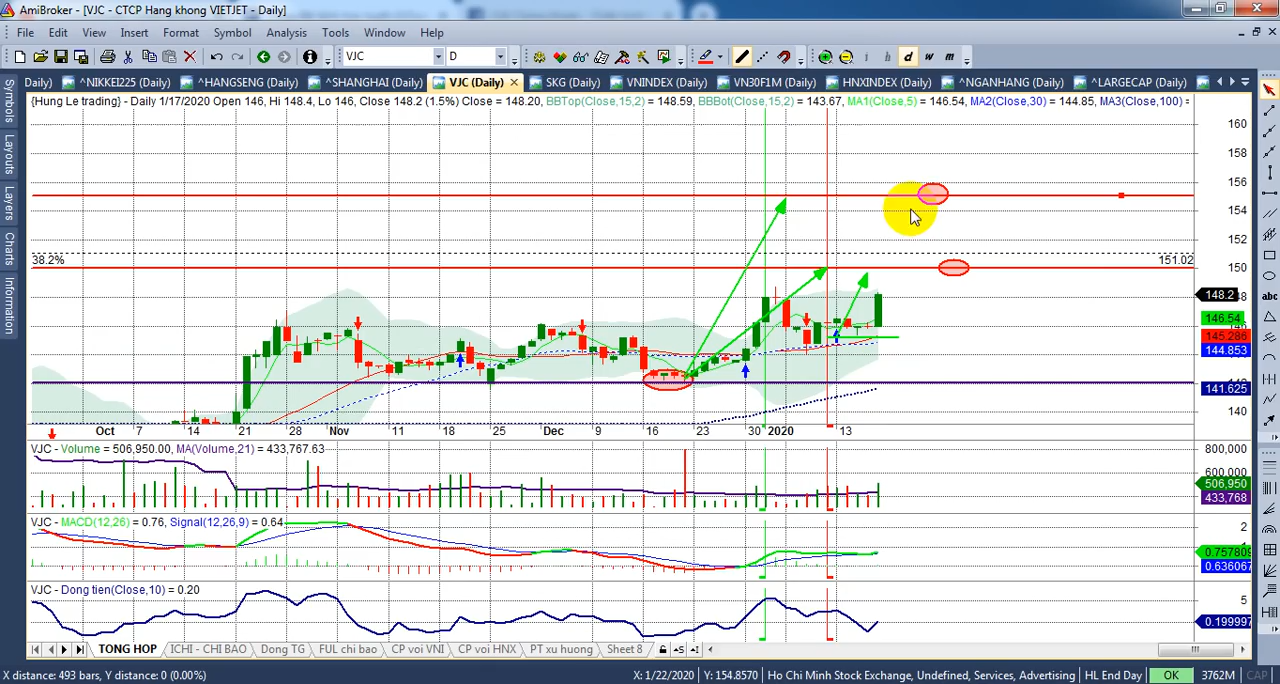 AmiBroker - [VJC - CTCP Hang khong VIETJET - Daily]
File Edit View Insert Format Symbol Analysis Tools Window Help
VJC D i h d w m
Daily) ^NIKKEI225 (Daily) ^HANGSENG (Daily) ^SHANGHAI (Daily) VJC (Daily) SKG (Daily) VNINDEX (Daily) VN30F1M (Daily) HNXINDEX (Daily) ^NGANHANG (Daily) ^LARGECAP (Daily)
{Hung Le trading} - Daily 1/17/2020 Open 146, Hi 148.4, Lo 146, Close 148.2 (1.5%) Close = 148.20, BBTop(Close,15,2) = 148.59, BBBot(Close,15,2) = 143.67, MA1(Close,5) = 146.54, MA2(Close,30) = 144.85, MA3(Close,100) =
Symbols
Layouts
Layers
Charts
Information
abc
160
158
156
154
152
38.2% 151.02
150
148.2
146.54
145.286
144.853
141.625
140
Oct 7 14 21 28 Nov 11 18 25 Dec 9 16 23 30 2020 13
VJC - Volume = 506,950.00, MA(Volume,21) = 433,767.63
800,000
600,000
506,950
433,768
VJC - MACD(12,26) = 0.76, Signal(12,26,9) = 0.64
2
0.757809
0.636067
VJC - Dong tien(Close,10) = 0.20
5
0.199997
TONG HOP ICHI - CHI BAO Dong TG FUL chi bao CP voi VNI CP voi HNX PT xu huong Sheet 8
X distance: 493 bars, Y distance: 0 (0.00%) X: 1/22/2020 Y: 154.8570 Ho Chi Minh Stock Exchange, Undefined, Services, Advertising HL End Day OK 3762M CAP